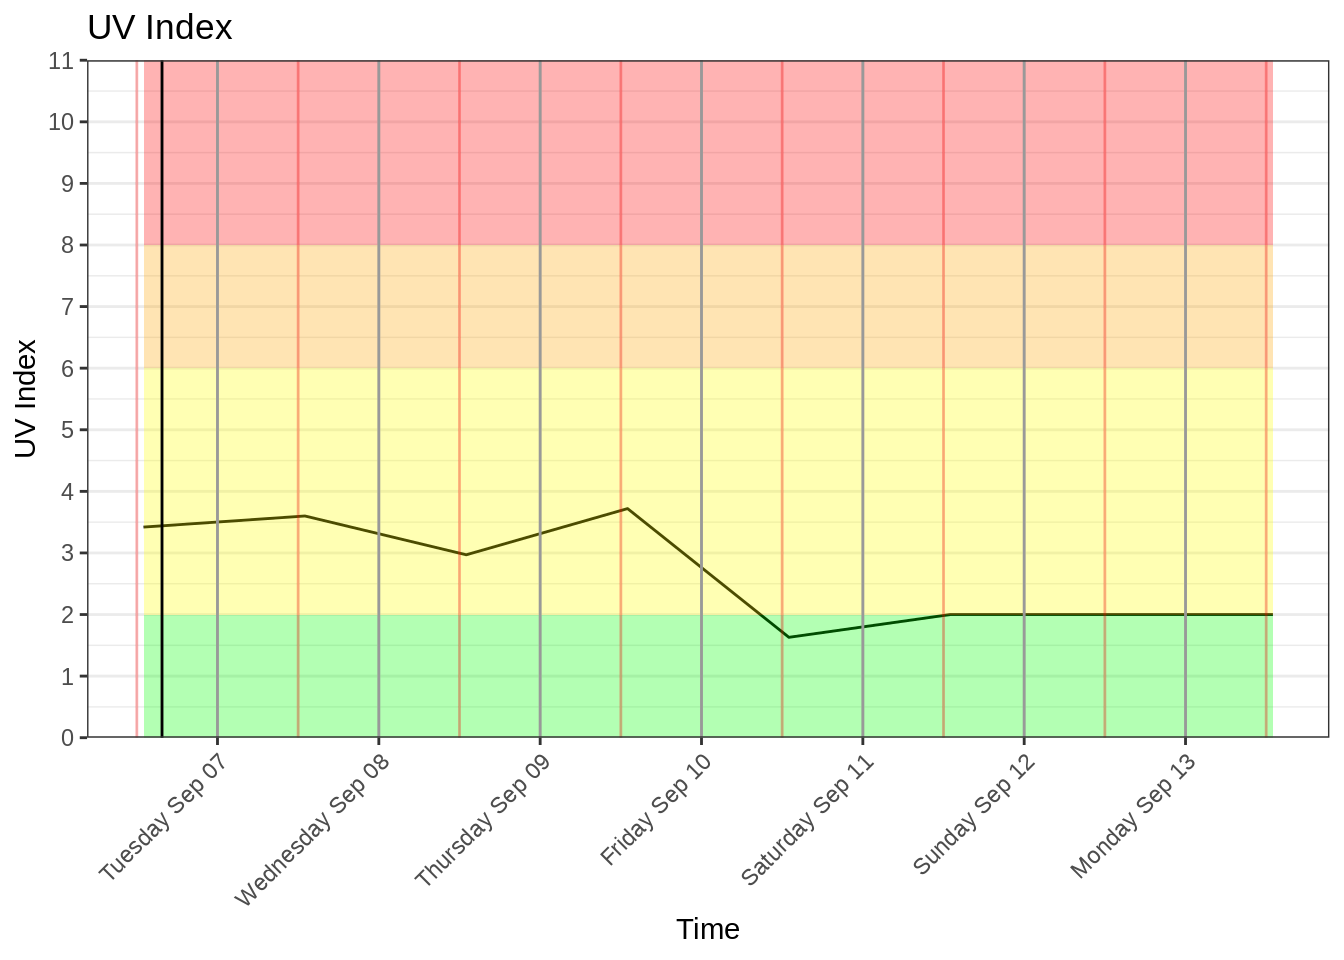 UV Index
11
10
9
8
7
6
5
4
3
2
1
0
UV Index
Tuesday Sep 07
Wednesday Sep 08
Thursday Sep 09
Friday Sep 10
Saturday Sep 11
Sunday Sep 12
Monday Sep 13
Time